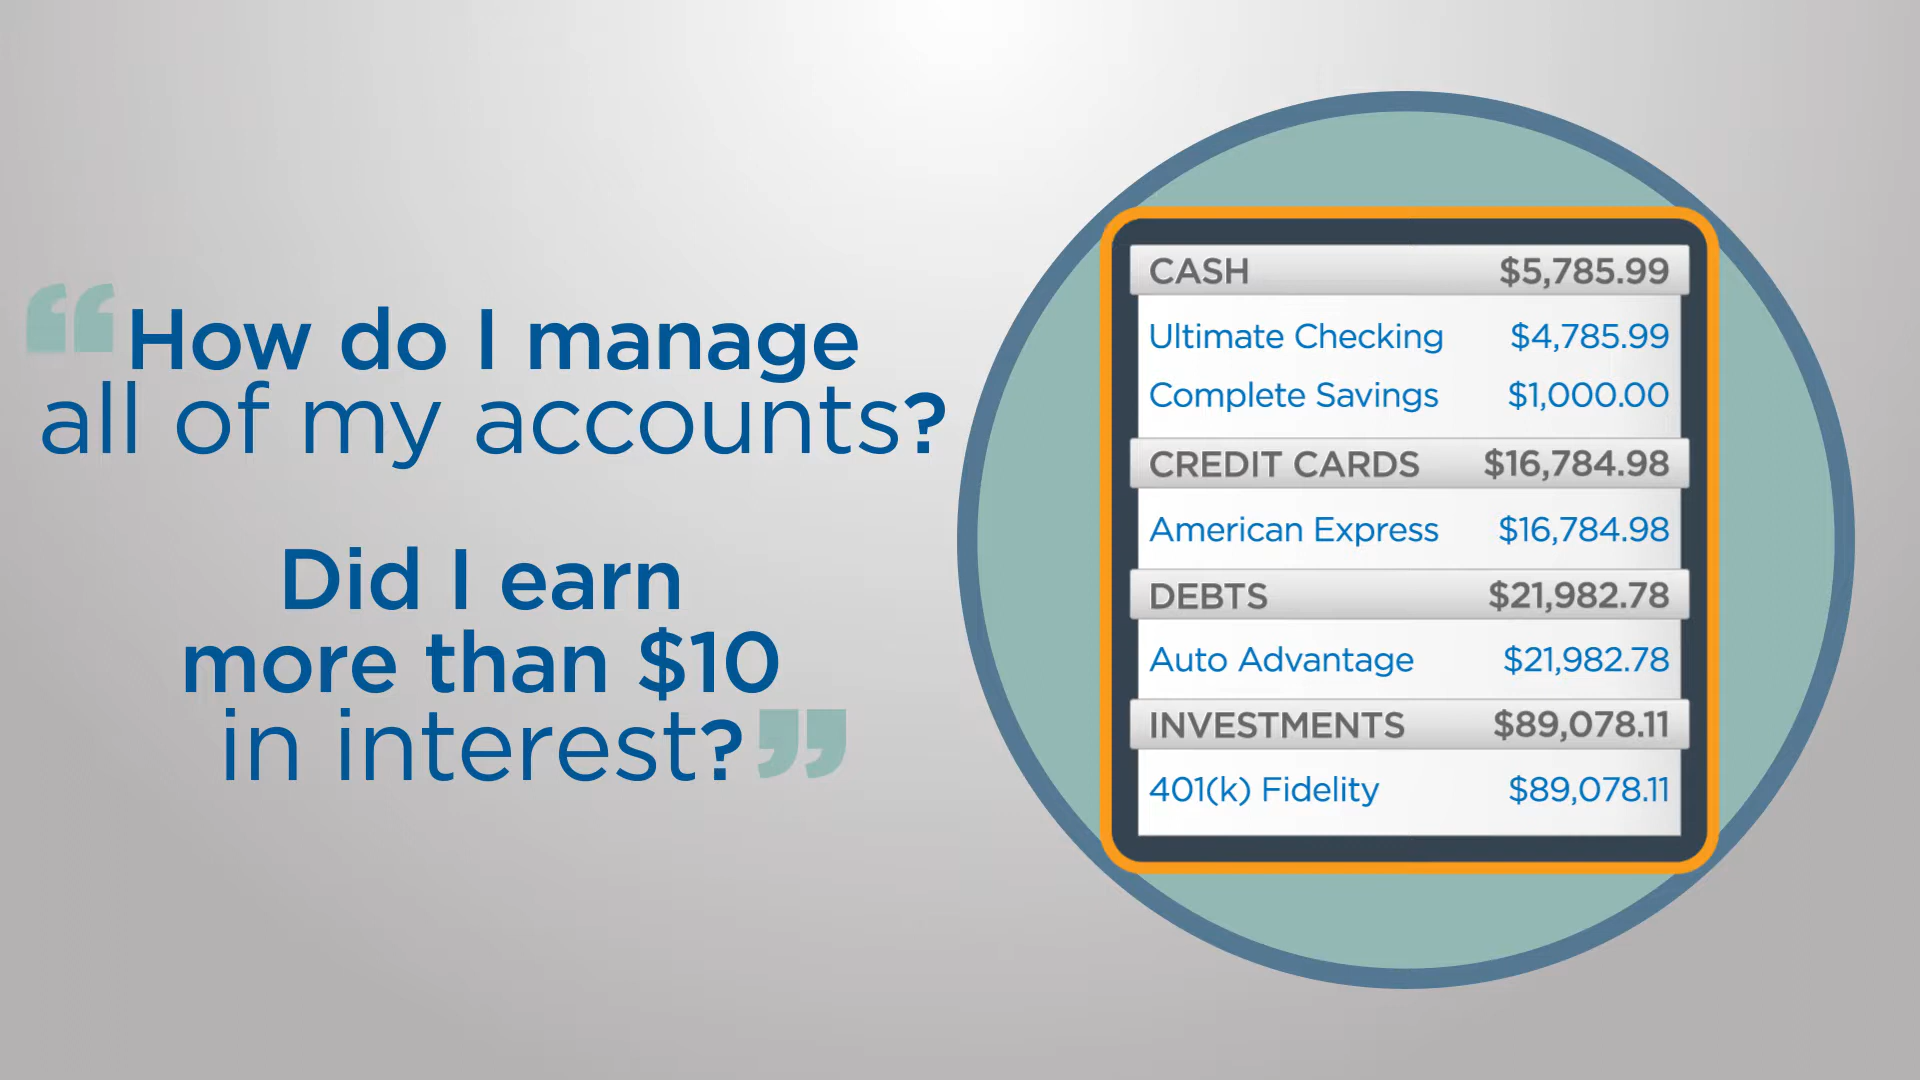 “How do I manage
all of my accounts?
Did I earn
more than $10
in interest?”
CASH $5,785.99
Ultimate Checking $4,785.99
Complete Savings $1,000.00
CREDIT CARDS $16,784.98
American Express $16,784.98
DEBTS $21,982.78
Auto Advantage $21,982.78
INVESTMENTS $89,078.11
401(k) Fidelity $89,078.11